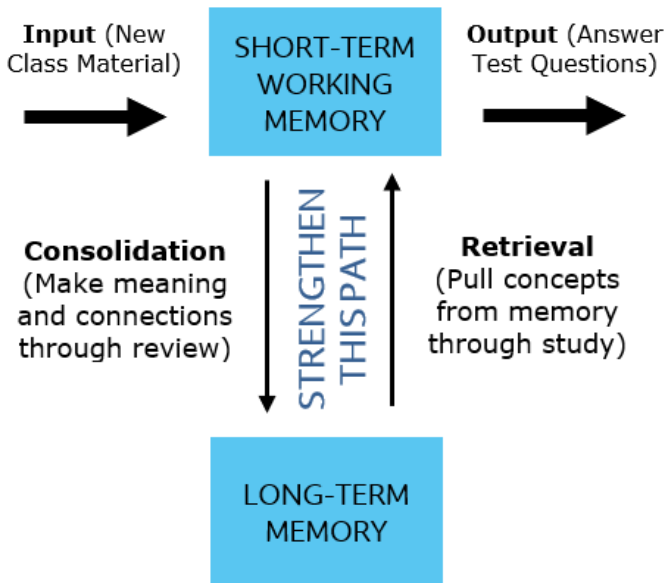 Input (New
Class Material)
SHORT-TERM
WORKING
MEMORY
Output (Answer
Test Questions)
Consolidation
(Make meaning
and connections
through review)
STRENGTHEN
THIS PATH
Retrieval
(Pull concepts
from memory
through study)
LONG-TERM
MEMORY